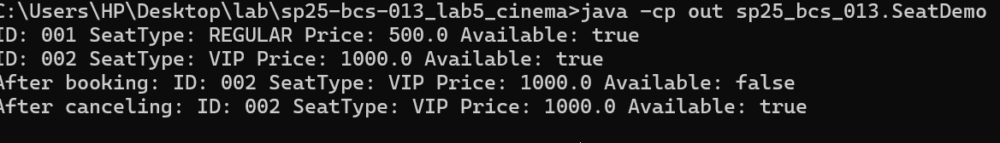 C:\Users\HP\Desktop\lab\sp25-bcs-013_lab5_cinema>java -cp out sp25_bcs_013.SeatDemo
ID: 001 SeatType: REGULAR Price: 500.0 Available: true
ID: 002 SeatType: VIP Price: 1000.0 Available: true
After booking: ID: 002 SeatType: VIP Price: 1000.0 Available: false
After canceling: ID: 002 SeatType: VIP Price: 1000.0 Available: true